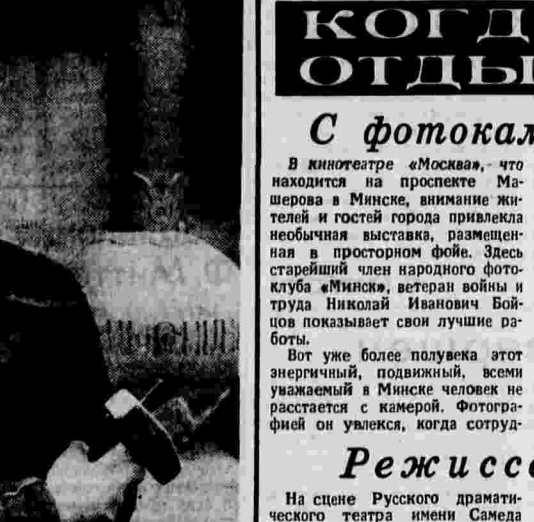 КОГД
ОТДЫ
С фотокам
В кинотеатре «Москва», что
находится на проспекте Ма-
шерова в Минске, внимание жи-
телей и гостей города привлекла
необычная выставка, размещен-
ная в просторном фойе. Здесь
старейший член народного фото-
клуба «Минск», ветеран войны и
труда Николай Иванович Бой-
цов показывает свои лучшие ра-
боты.
Вот уже более полувека этот
энергичный, подвижный, всеми
уважаемый в Минске человек не
расстается с камерой. Фотогра-
фией он увлекся, когда сотруд-
Режиссе
На сцене Русского драмати-
ческого театра имени Самеда